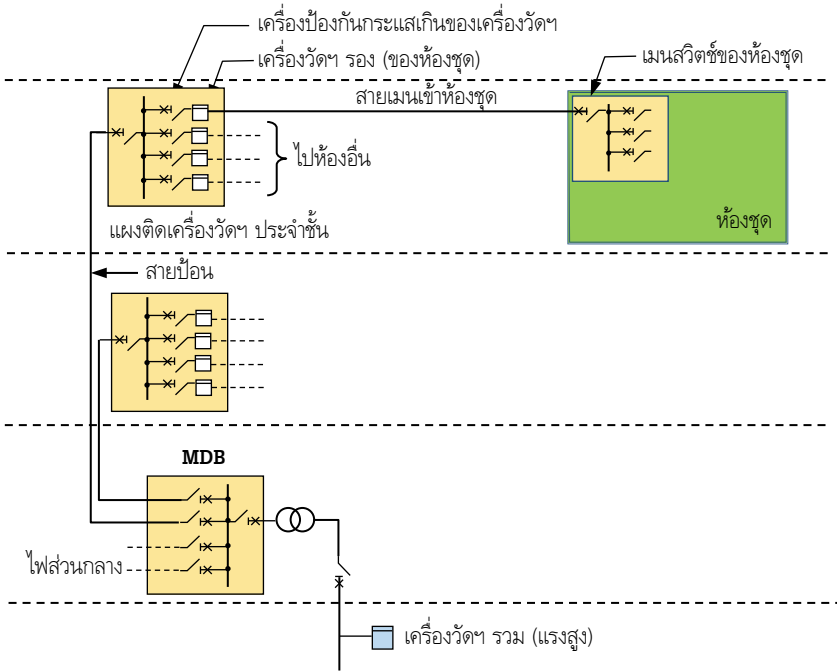 เครื่องป้องกันกระแสเกินของเครื่องวัดฯ
เครื่องวัดฯ รอง (ของห้องชุด)
เมนสวิตช์ของห้องชุด
สายเมนเข้าห้องชุด
ไปห้องอื่น
ห้องชุด
แผงติดเครื่องวัดฯ ประจำชั้น
สายป้อน
MDB
ไฟส่วนกลาง
เครื่องวัดฯ รวม (แรงสูง)